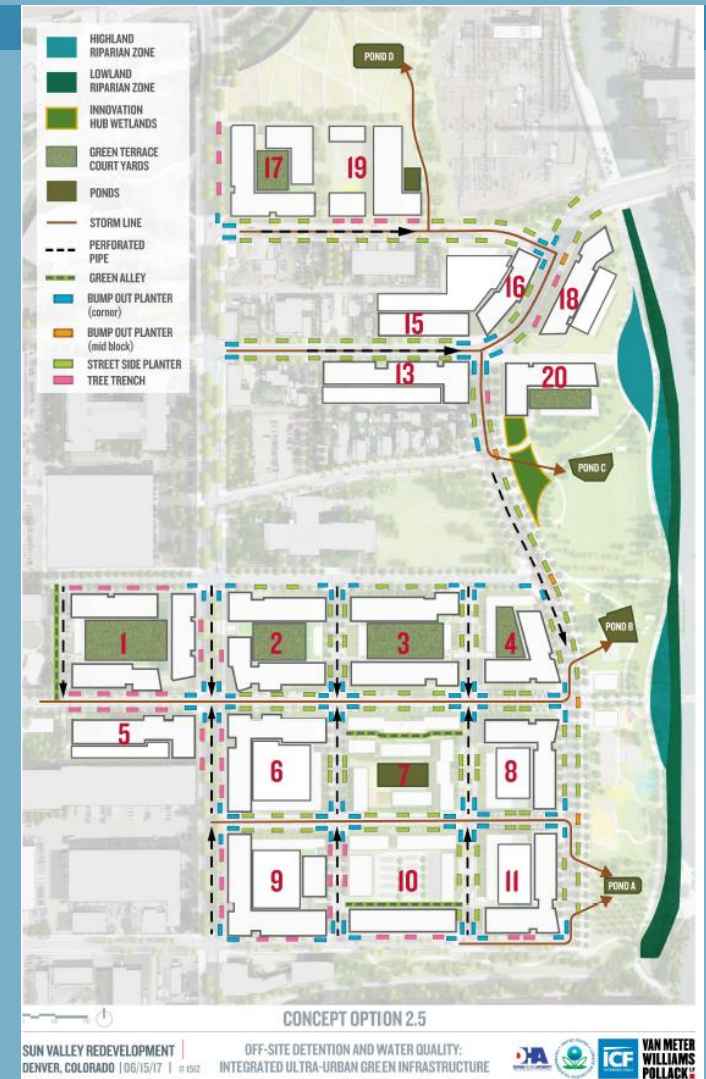 HIGHLAND
RIPARIAN ZONE
LOWLAND
RIPARIAN ZONE
INNOVATION
HUB WETLANDS
GREEN TERRACE
COURT YARDS
PONDS
STORM LINE
PERFORATED
PIPE
GREEN ALLEY
BUMP OUT PLANTER
(corner)
BUMP OUT PLANTER
(mid block)
STREET SIDE PLANTER
TREE TRENCH
POND D
17
19
16
18
15
13
20
POND C
1
2
3
4
POND B
5
6
7
8
9
10
11
POND A
CONCEPT OPTION 2.5
SUN VALLEY REDEVELOPMENT
DENVER, COLORADO | 06/15/17 | # 1512
OFF-SITE DETENTION AND WATER QUALITY:
INTEGRATED ULTRA-URBAN GREEN INFRASTRUCTURE
DHA
ICF
VAN METER
WILLIAMS
POLLACK LLP